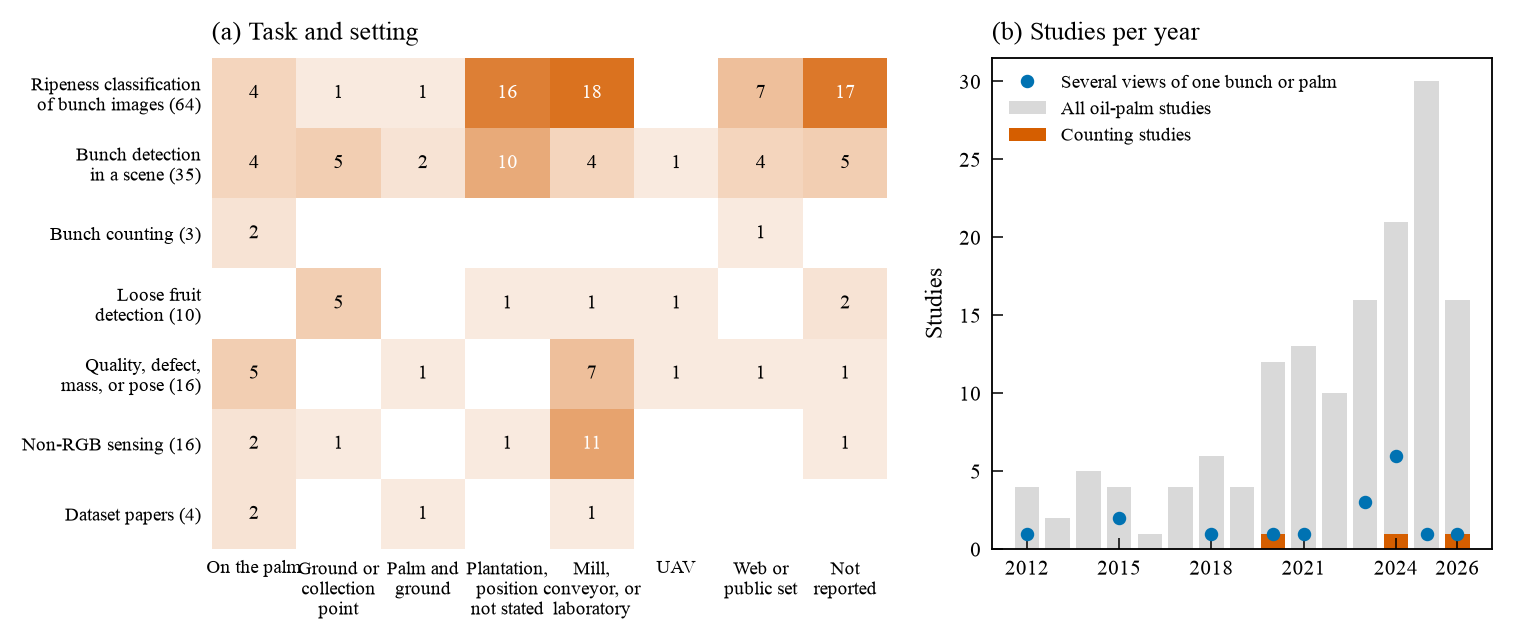 (a) Task and setting
Ripeness classification
of bunch images (64)
4 1 1 16 18 7 17
Bunch detection
in a scene (35)
4 5 2 10 4 1 4 5
Bunch counting (3)
2 1
Loose fruit
detection (10)
5 1 1 1 2
Quality, defect,
mass, or pose (16)
5 1 7 1 1 1
Non-RGB sensing (16)
2 1 1 11 1
Dataset papers (4)
2 1 1
On the palm
Ground or
collection
point
Palm and
ground
Plantation,
position
not stated
Mill,
conveyor, or
laboratory
UAV
Web or
public set
Not
reported
(b) Studies per year
Several views of one bunch or palm
All oil-palm studies
Counting studies
Studies
30
25
20
15
10
5
0
2012 2015 2018 2021 2024 2026